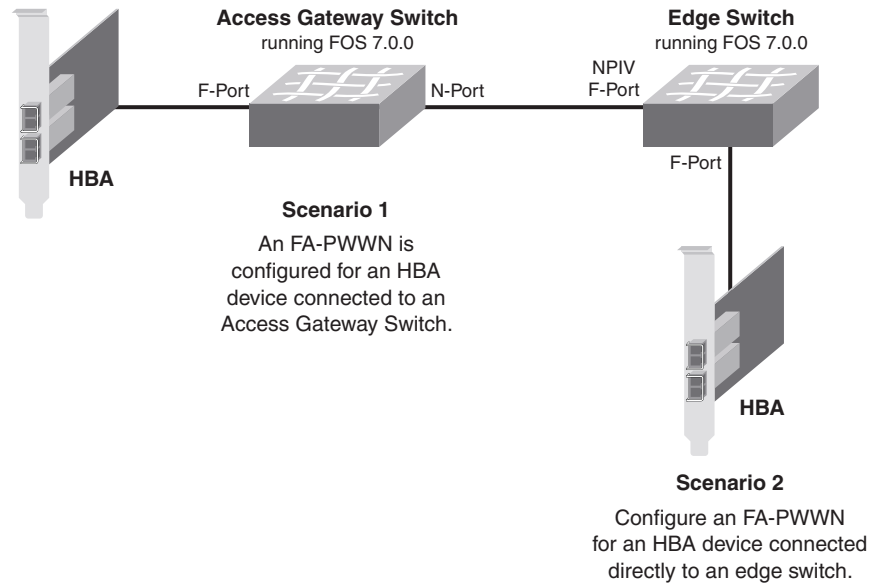 Access Gateway Switch
running FOS 7.0.0
Edge Switch
running FOS 7.0.0
F-Port
N-Port
NPIV
F-Port
HBA
F-Port
Scenario 1
An FA-PWWN is
configured for an HBA
device connected to an
Access Gateway Switch.
HBA
Scenario 2
Configure an FA-PWWN
for an HBA device connected
directly to an edge switch.